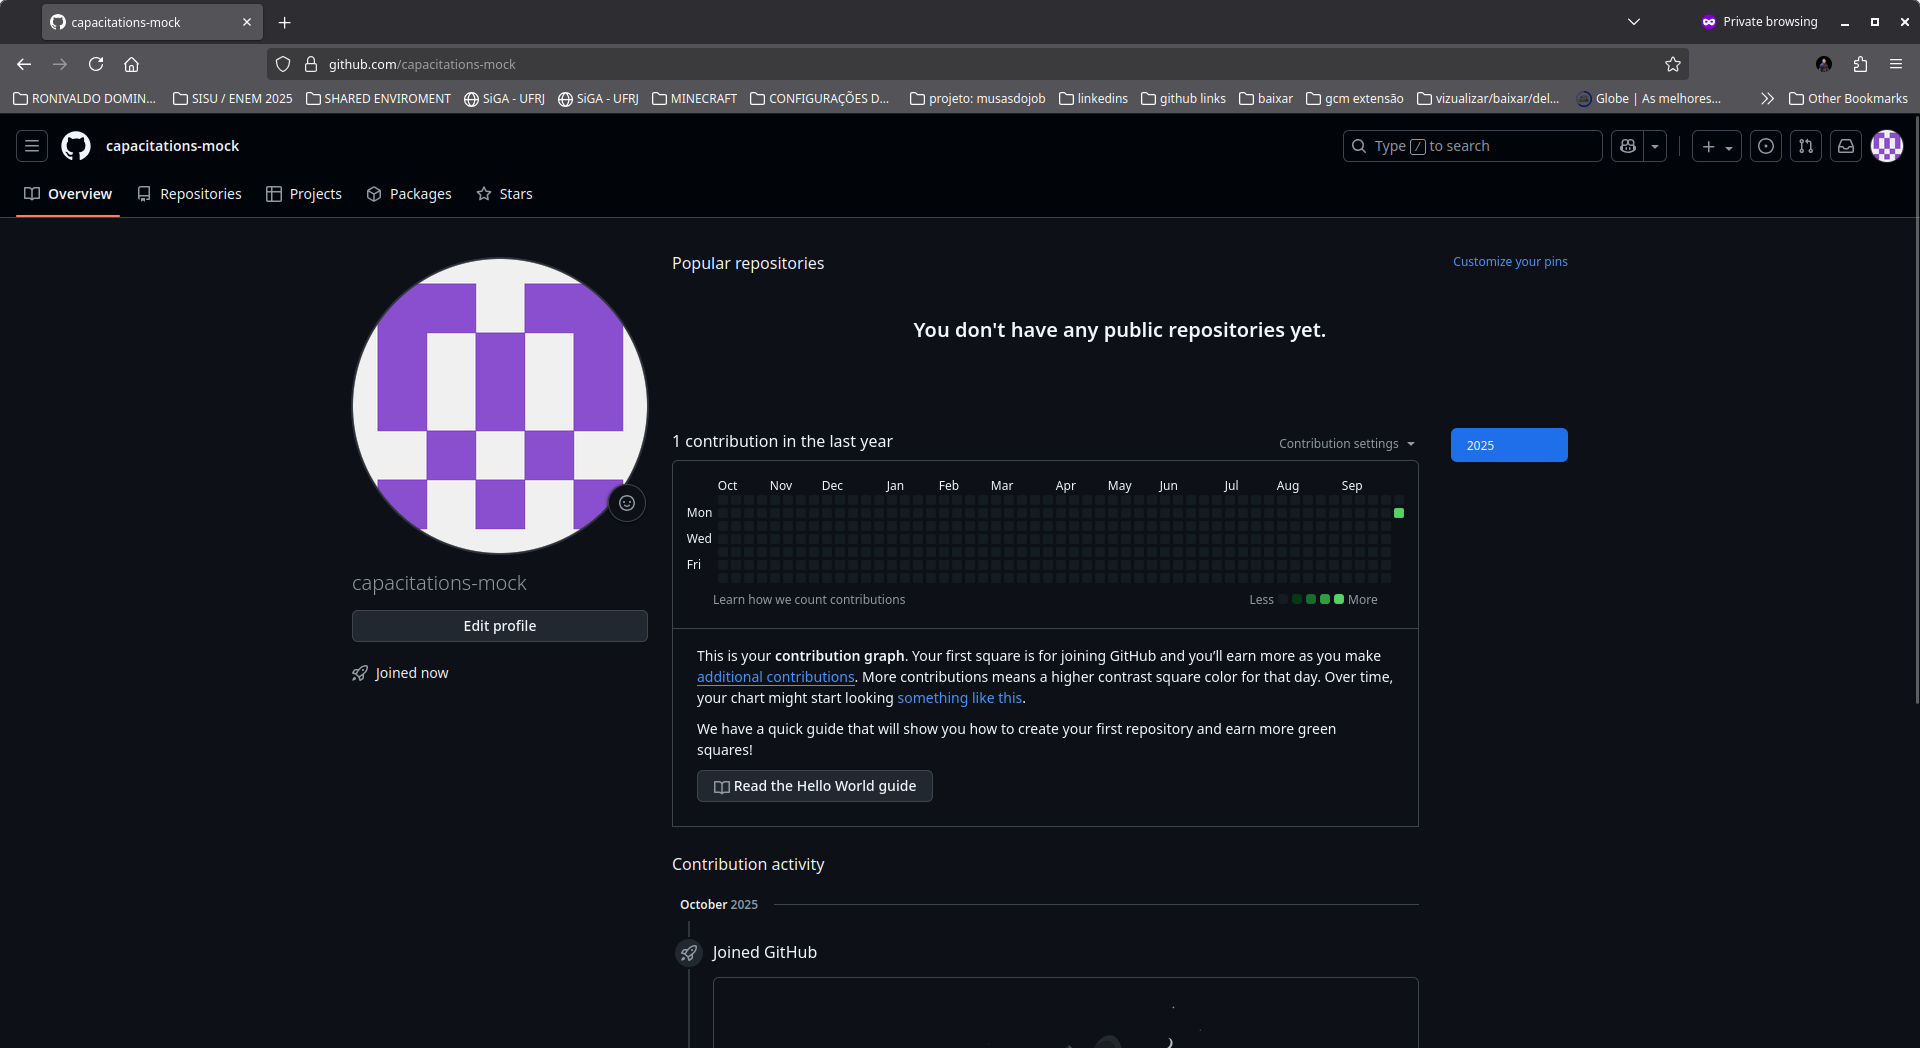 capacitations-mock
Private browsing
github.com/capacitations-mock
RONIVALDO DOMIN... SISU / ENEM 2025 SHARED ENVIROMENT SiGA - UFRJ SiGA - UFRJ MINECRAFT CONFIGURAÇÕES D... projeto: musasdojob linkedins github links baixar gcm extensão vizualizar/baixar/del... Globe | As melhores... Other Bookmarks
capacitations-mock
Type / to search
Overview Repositories Projects Packages Stars
Popular repositories
Customize your pins
You don't have any public repositories yet.
1 contribution in the last year
Contribution settings
2025
Oct Nov Dec Jan Feb Mar Apr May Jun Jul Aug Sep
Mon
Wed
Fri
Learn how we count contributions
Less More
capacitations-mock
Edit profile
Joined now
This is your contribution graph. Your first square is for joining GitHub and you’ll earn more as you make
additional contributions. More contributions means a higher contrast square color for that day. Over time,
your chart might start looking something like this.
We have a quick guide that will show you how to create your first repository and earn more green
squares!
Read the Hello World guide
Contribution activity
October 2025
Joined GitHub